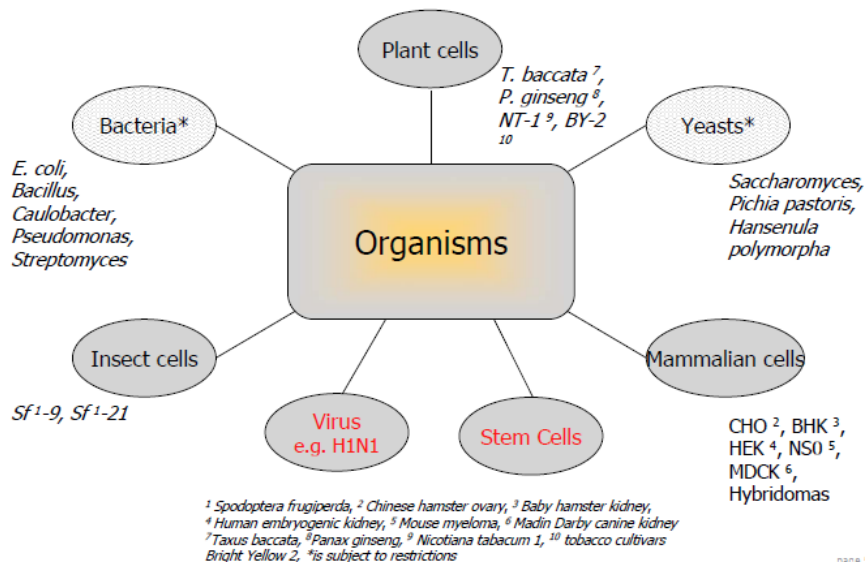 Plant cells
T. baccata ⁷,
P. ginseng ⁸,
NT-1 ⁹, BY-2
¹⁰
Bacteria*
E. coli,
Bacillus,
Caulobacter,
Pseudomonas,
Streptomyces
Yeasts*
Saccharomyces,
Pichia pastoris,
Hansenula
polymorpha
Organisms
Insect cells
Sf ¹-9, Sf ¹-21
Virus
e.g. H1N1
Stem Cells
Mammalian cells
CHO ², BHK ³,
HEK ⁴, NS0 ⁵,
MDCK ⁶,
Hybridomas
¹ Spodoptera frugiperda, ² Chinese hamster ovary, ³ Baby hamster kidney,
⁴ Human embryogenic kidney, ⁵ Mouse myeloma, ⁶ Madin Darby canine kidney
⁷Taxus baccata, ⁸Panax ginseng, ⁹ Nicotiana tabacum 1, ¹⁰ tobacco cultivars
Bright Yellow 2, *is subject to restrictions
page